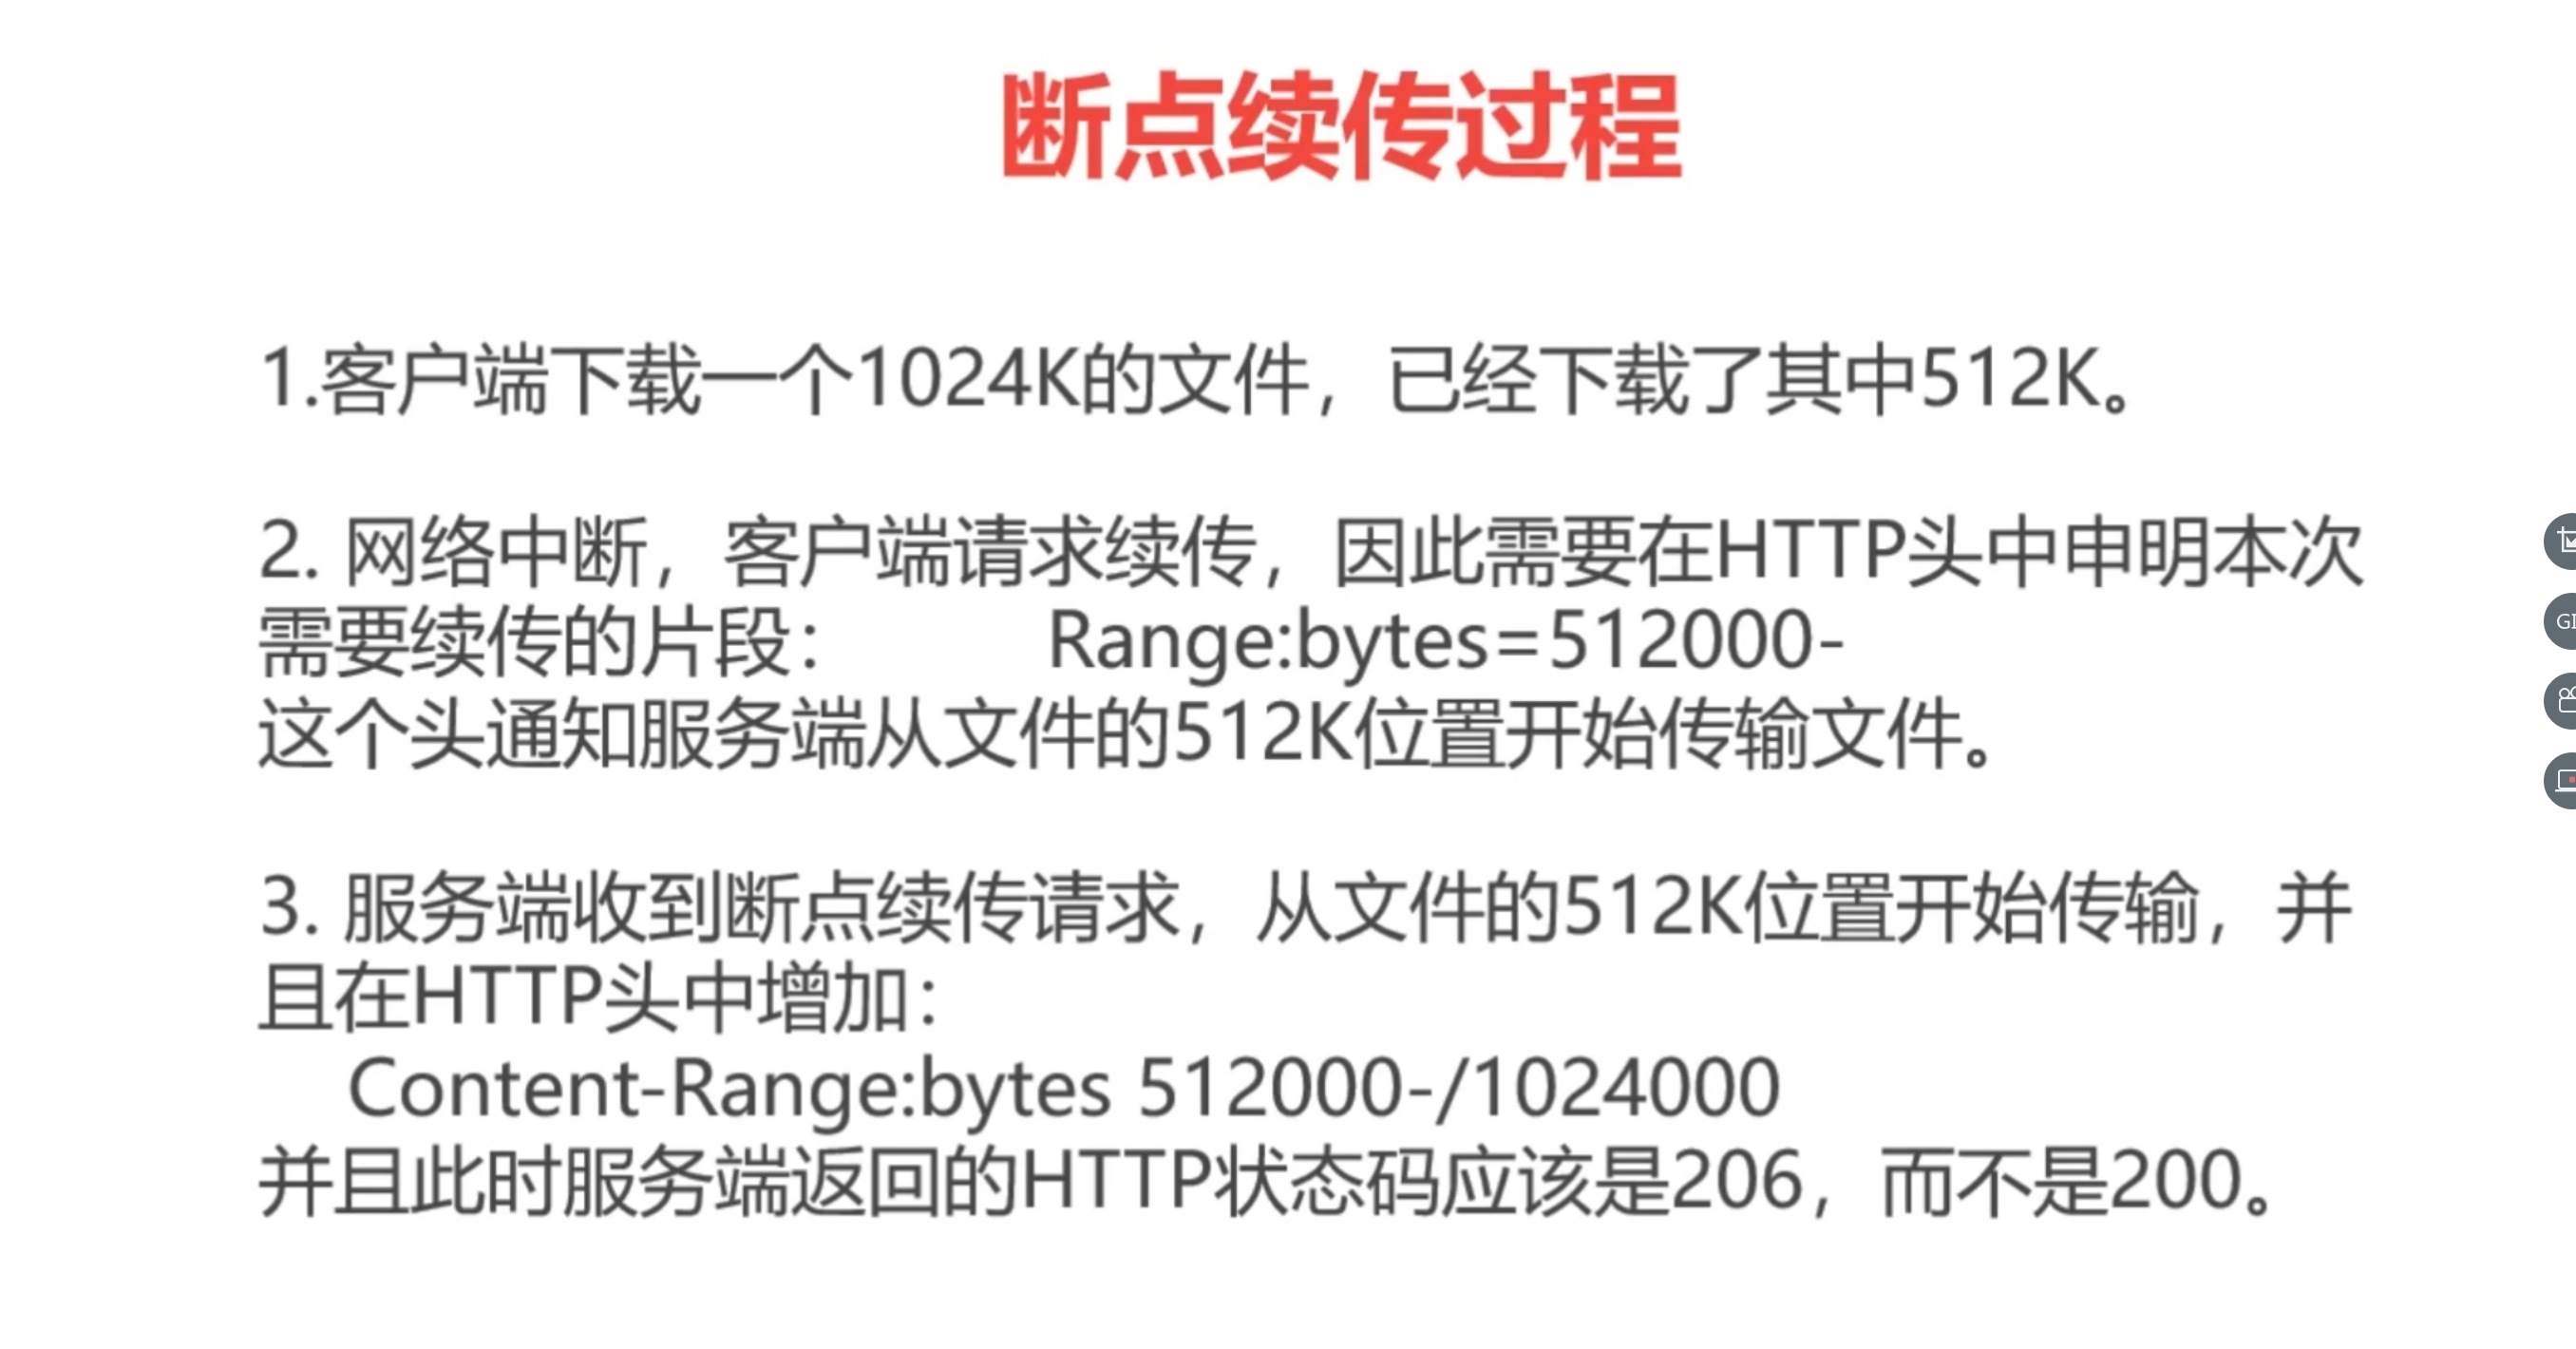 断点续传过程
1.客户端下载一个1024K的文件，已经下载了其中512K。
2. 网络中断，客户端请求续传，因此需要在HTTP头中申明本次
需要续传的片段： Range:bytes=512000-
这个头通知服务端从文件的512K位置开始传输文件。
3. 服务端收到断点续传请求，从文件的512K位置开始传输，并
且在HTTP头中增加：
Content-Range:bytes 512000-/1024000
并且此时服务端返回的HTTP状态码应该是206，而不是200。